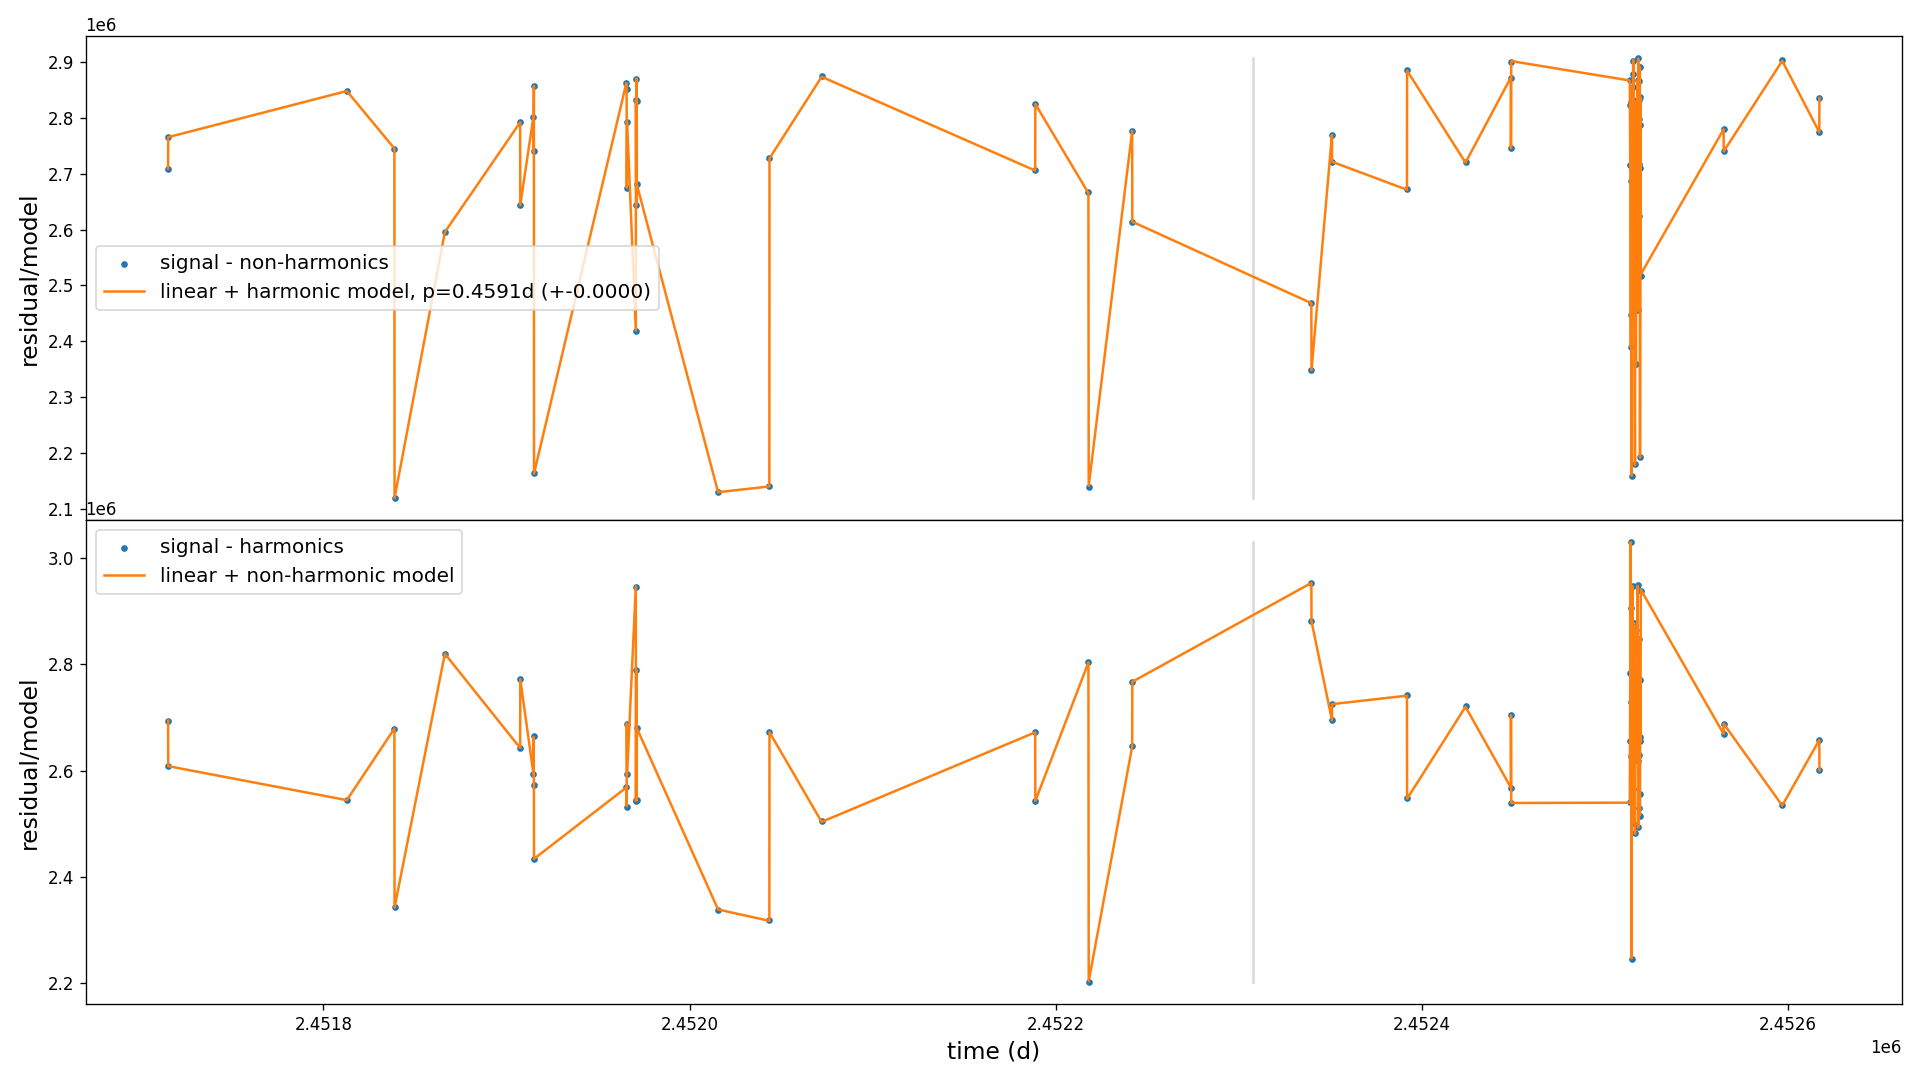 1e6
2.9
2.8
2.7
2.6
2.5
2.4
2.3
2.2
2.1
residual/model
signal - non-harmonics
linear + harmonic model, p=0.4591d (+-0.0000)
1e6
3.0
2.8
2.6
2.4
2.2
residual/model
signal - harmonics
linear + non-harmonic model
2.4518
2.4520
2.4522
2.4524
2.4526
time (d)
1e6